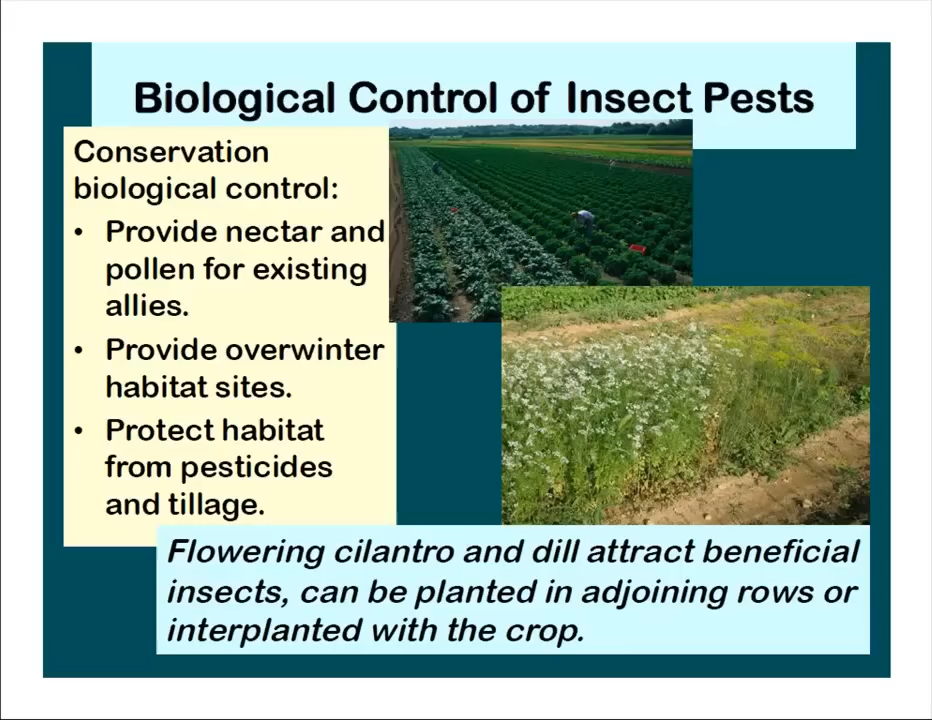 Biological Control of Insect Pests
Conservation
biological control:
• Provide nectar and
pollen for existing
allies.
• Provide overwinter
habitat sites.
• Protect habitat
from pesticides
and tillage.
Flowering cilantro and dill attract beneficial
insects, can be planted in adjoining rows or
interplanted with the crop.